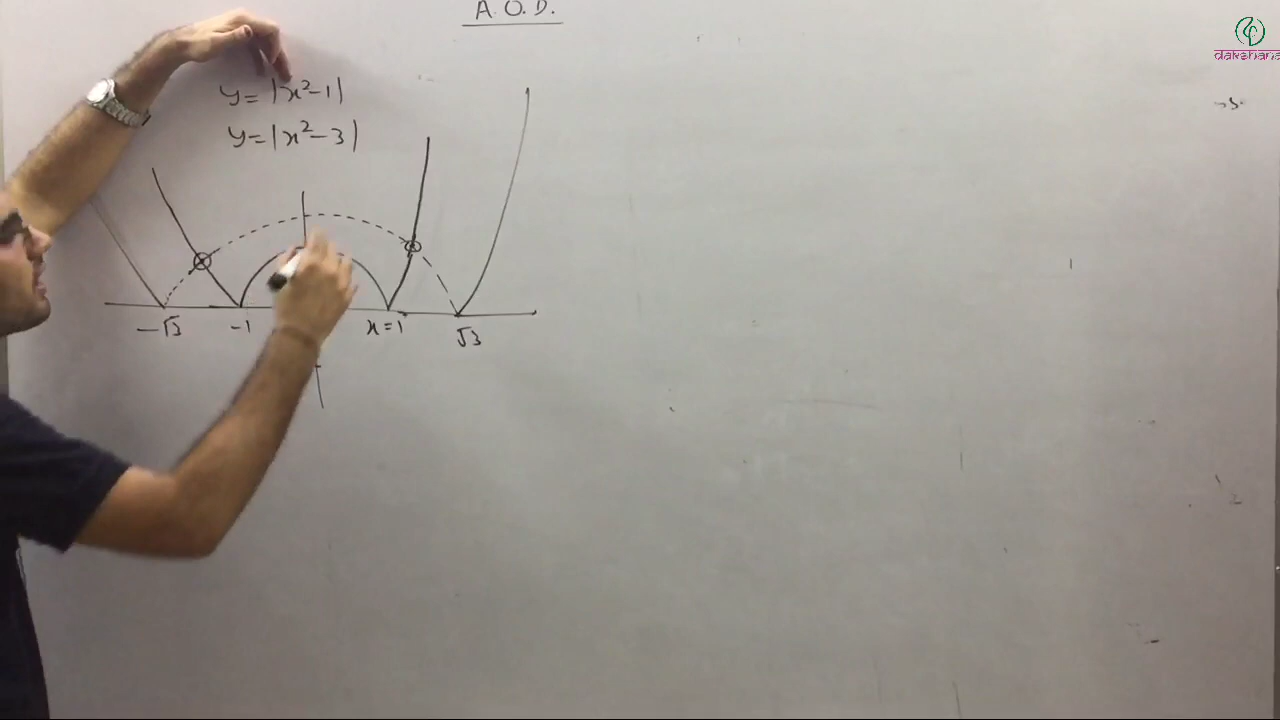 A.O.D.
dakshana
y = |x²-1|
y = |x²-3|
-√3 -1 x=1 √3